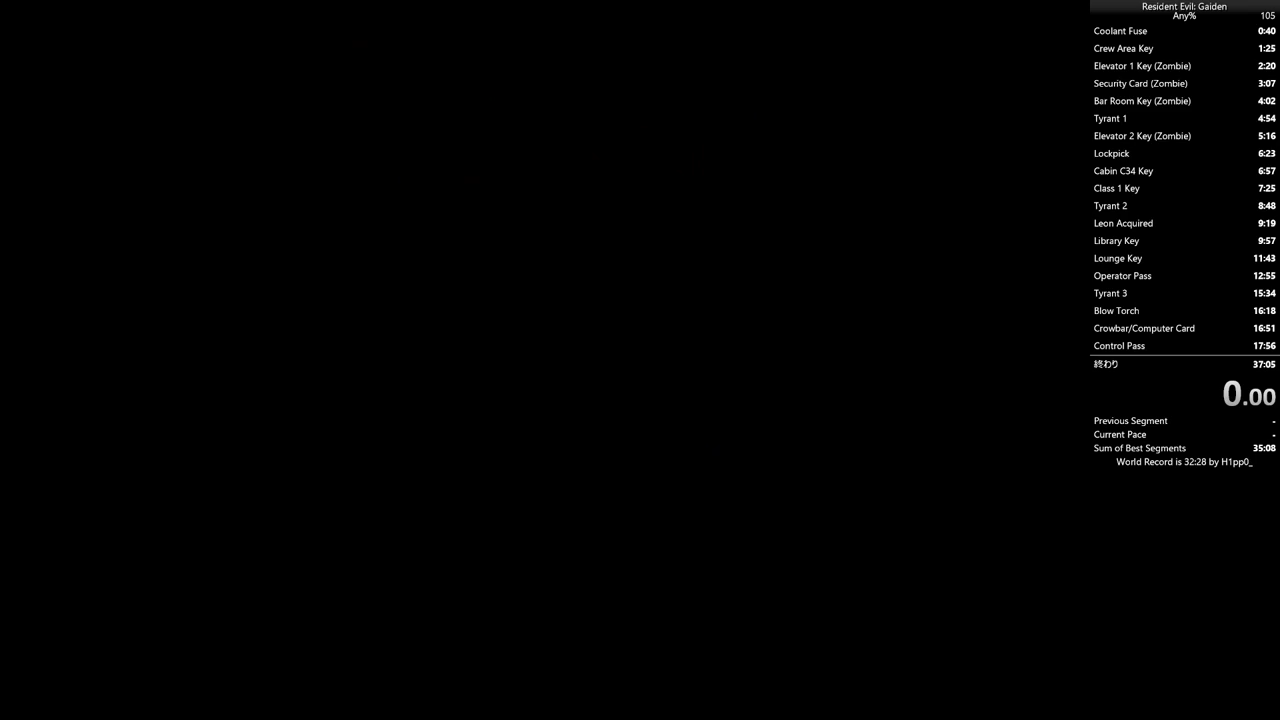 Resident Evil: Gaiden
Any% 105
Coolant Fuse 0:40
Crew Area Key 1:25
Elevator 1 Key (Zombie) 2:20
Security Card (Zombie) 3:07
Bar Room Key (Zombie) 4:02
Tyrant 1 4:54
Elevator 2 Key (Zombie) 5:16
Lockpick 6:23
Cabin C34 Key 6:57
Class 1 Key 7:25
Tyrant 2 8:48
Leon Acquired 9:19
Library Key 9:57
Lounge Key 11:43
Operator Pass 12:55
Tyrant 3 15:34
Blow Torch 16:18
Crowbar/Computer Card 16:51
Control Pass 17:56
終わり 37:05
0.00
Previous Segment -
Current Pace -
Sum of Best Segments 35:08
World Record is 32:28 by H1pp0_